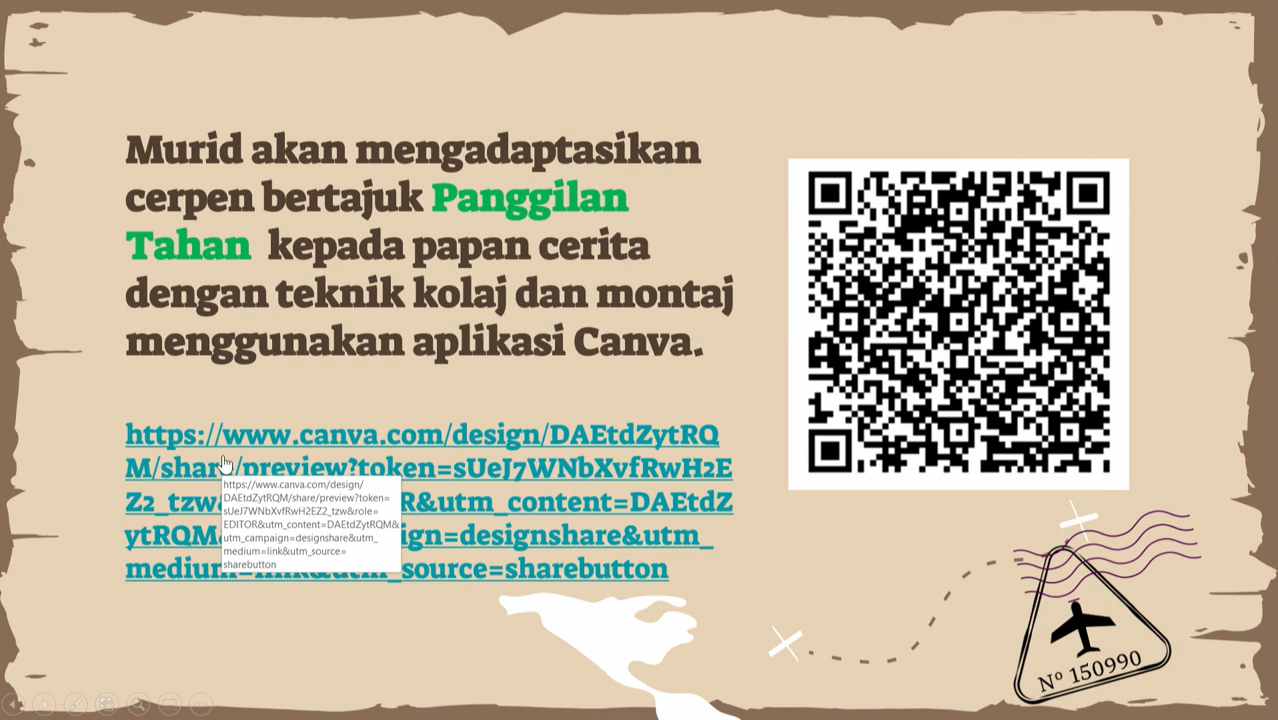 Murid akan mengadaptasikan
cerpen bertajuk Panggilan
Tahan kepada papan cerita
dengan teknik kolaj dan montaj
menggunakan aplikasi Canva.
https://www.canva.com/design/DAEtdZytRQ
M/share/preview?token=sUeJ7WNbXvfRwH2E
Z2_tzw R&utm_content=DAEtdZ
ytRQM ign=designshare&utm_
medium=link&utm_source=sharebutton
https://www.canva.com/design/
DAEtdZytRQM/share/preview?token=
sUeJ7WNbXvfRwH2EZ2_tzw&role=
EDITOR&utm_content=DAEtdZytRQM&
utm_campaign=designshare&utm_
medium=link&utm_source=
sharebutton
Nº 150990